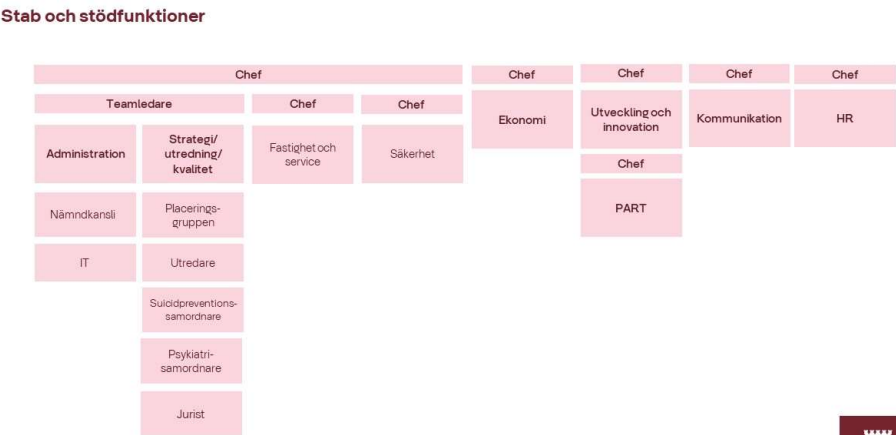 Stab och stödfunktioner
Chef
Teamledare
Administration
Nämndkansli
IT
Strategi/
utredning/
kvalitet
Placerings-
gruppen
Utredare
Suicidpreventions-
samordnare
Psykiatri-
samordnare
Jurist
Chef
Fastighet och
service
Chef
Säkerhet
Chef
Ekonomi
Chef
Utveckling och
innovation
Chef
PART
Chef
Kommunikation
Chef
HR